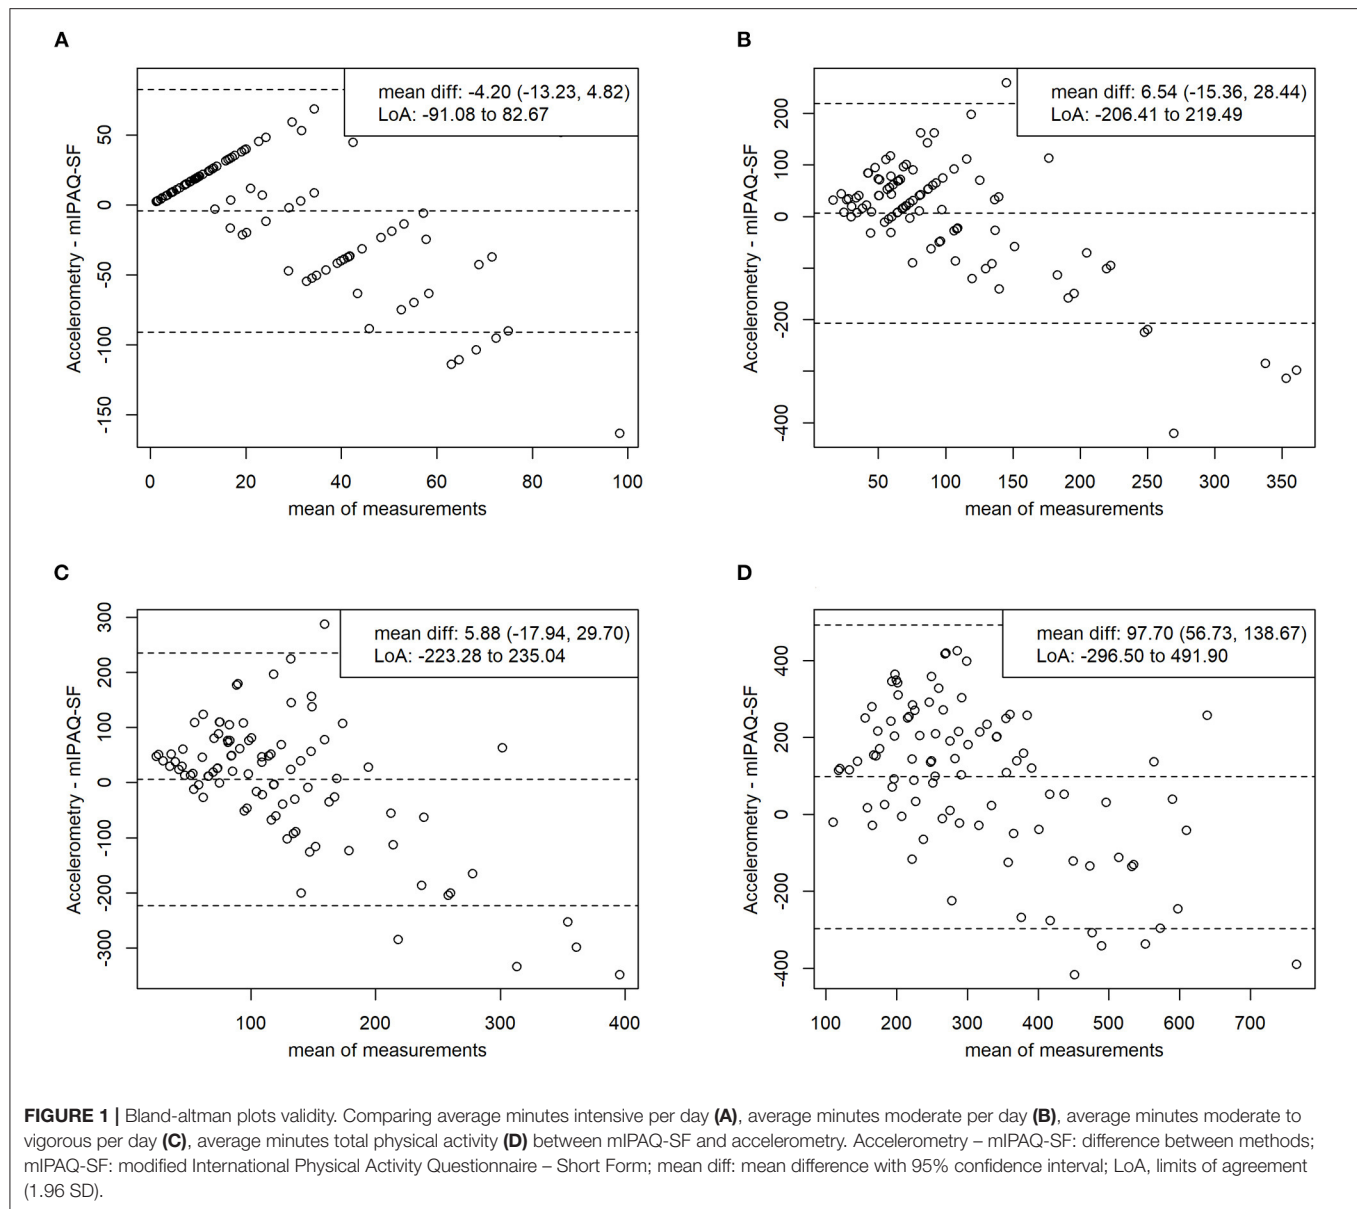 A
mean diff: -4.20 (-13.23, 4.82)
LoA: -91.08 to 82.67
Accelerometry - mIPAQ-SF
50
0
-50
-100
-150
0 20 40 60 80 100
mean of measurements
B
mean diff: 6.54 (-15.36, 28.44)
LoA: -206.41 to 219.49
Accelerometry - mIPAQ-SF
200
100
0
-200
-400
50 100 150 200 250 300 350
mean of measurements
C
mean diff: 5.88 (-17.94, 29.70)
LoA: -223.28 to 235.04
Accelerometry - mIPAQ-SF
300
200
100
0
-100
-200
-300
100 200 300 400
mean of measurements
D
mean diff: 97.70 (56.73, 138.67)
LoA: -296.50 to 491.90
Accelerometry - mIPAQ-SF
400
200
0
-200
-400
100 200 300 400 500 600 700
mean of measurements
FIGURE 1 | Bland-altman plots validity. Comparing average minutes intensive per day (A), average minutes moderate per day (B), average minutes moderate to
vigorous per day (C), average minutes total physical activity (D) between mIPAQ-SF and accelerometry. Accelerometry – mIPAQ-SF: difference between methods;
mIPAQ-SF: modified International Physical Activity Questionnaire – Short Form; mean diff: mean difference with 95% confidence interval; LoA, limits of agreement
(1.96 SD).